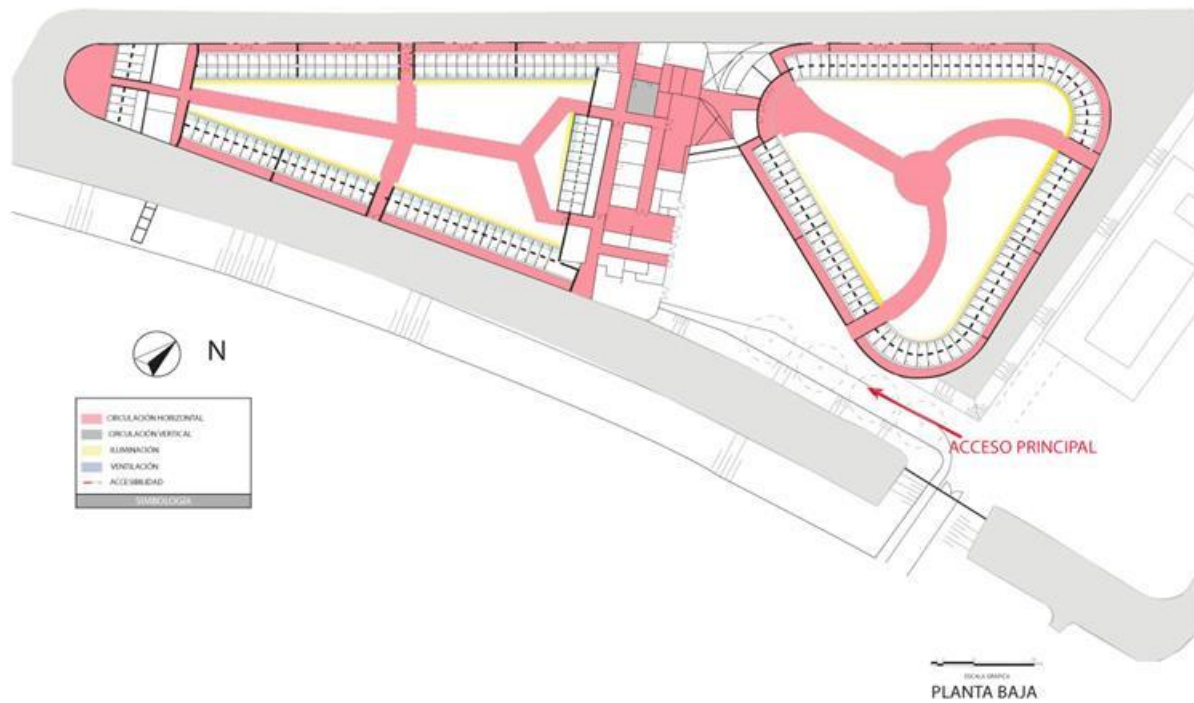 N
CIRCULACIÓN HORIZONTAL
CIRCULACIÓN VERTICAL
ILUMINACIÓN
VENTILACIÓN
ACCESIBILIDAD
SIMBOLOGÍA
ACCESO PRINCIPAL
ESCALA GRÁFICA
PLANTA BAJA